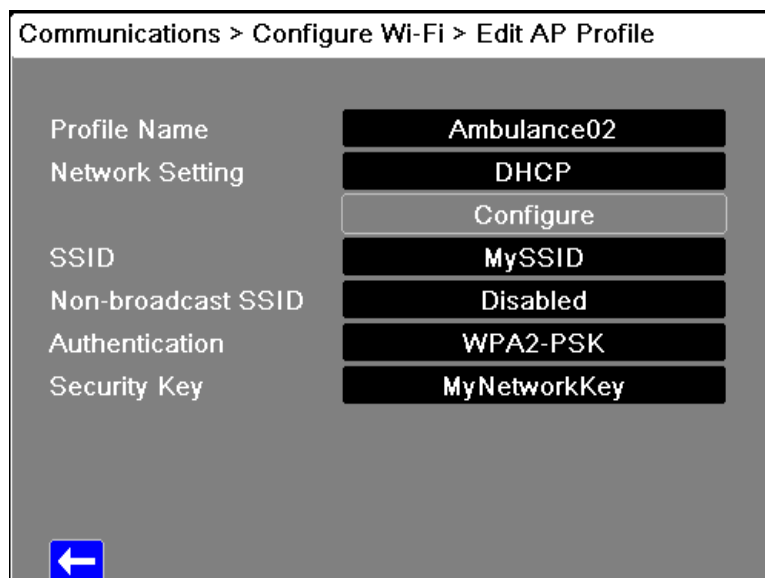 Communications > Configure Wi-Fi > Edit AP Profile
Profile Name Ambulance02
Network Setting DHCP
Configure
SSID MySSID
Non-broadcast SSID Disabled
Authentication WPA2-PSK
Security Key MyNetworkKey